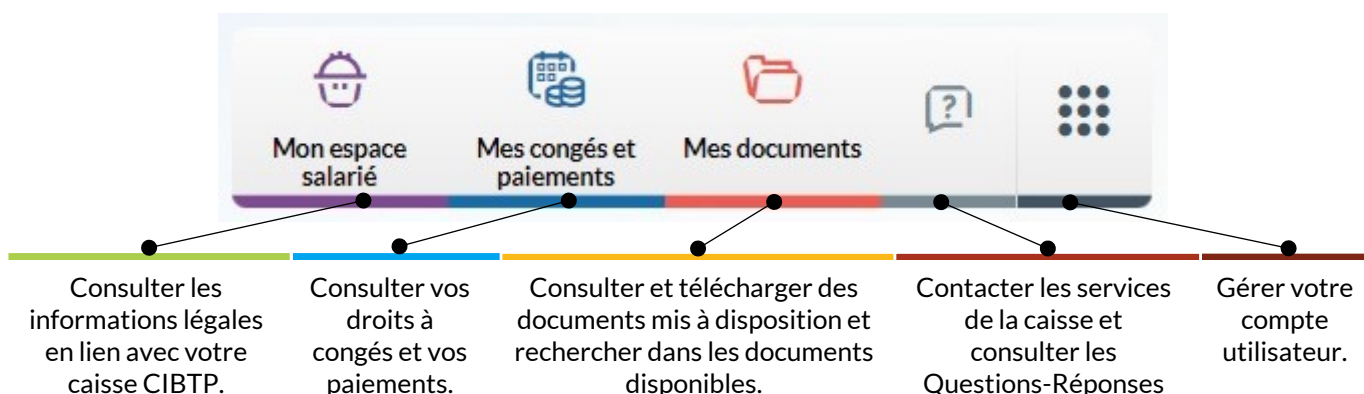 Mon espace
salarié
Mes congés et
paiements
Mes documents
?
Consulter les
informations légales
en lien avec votre
caisse CIBTP.
Consulter vos
droits à
congés et vos
paiements.
Consulter et télécharger des
documents mis à disposition et
rechercher dans les documents
disponibles.
Contacter les services
de la caisse et
consulter les
Questions-Réponses
Gérer votre
compte
utilisateur.